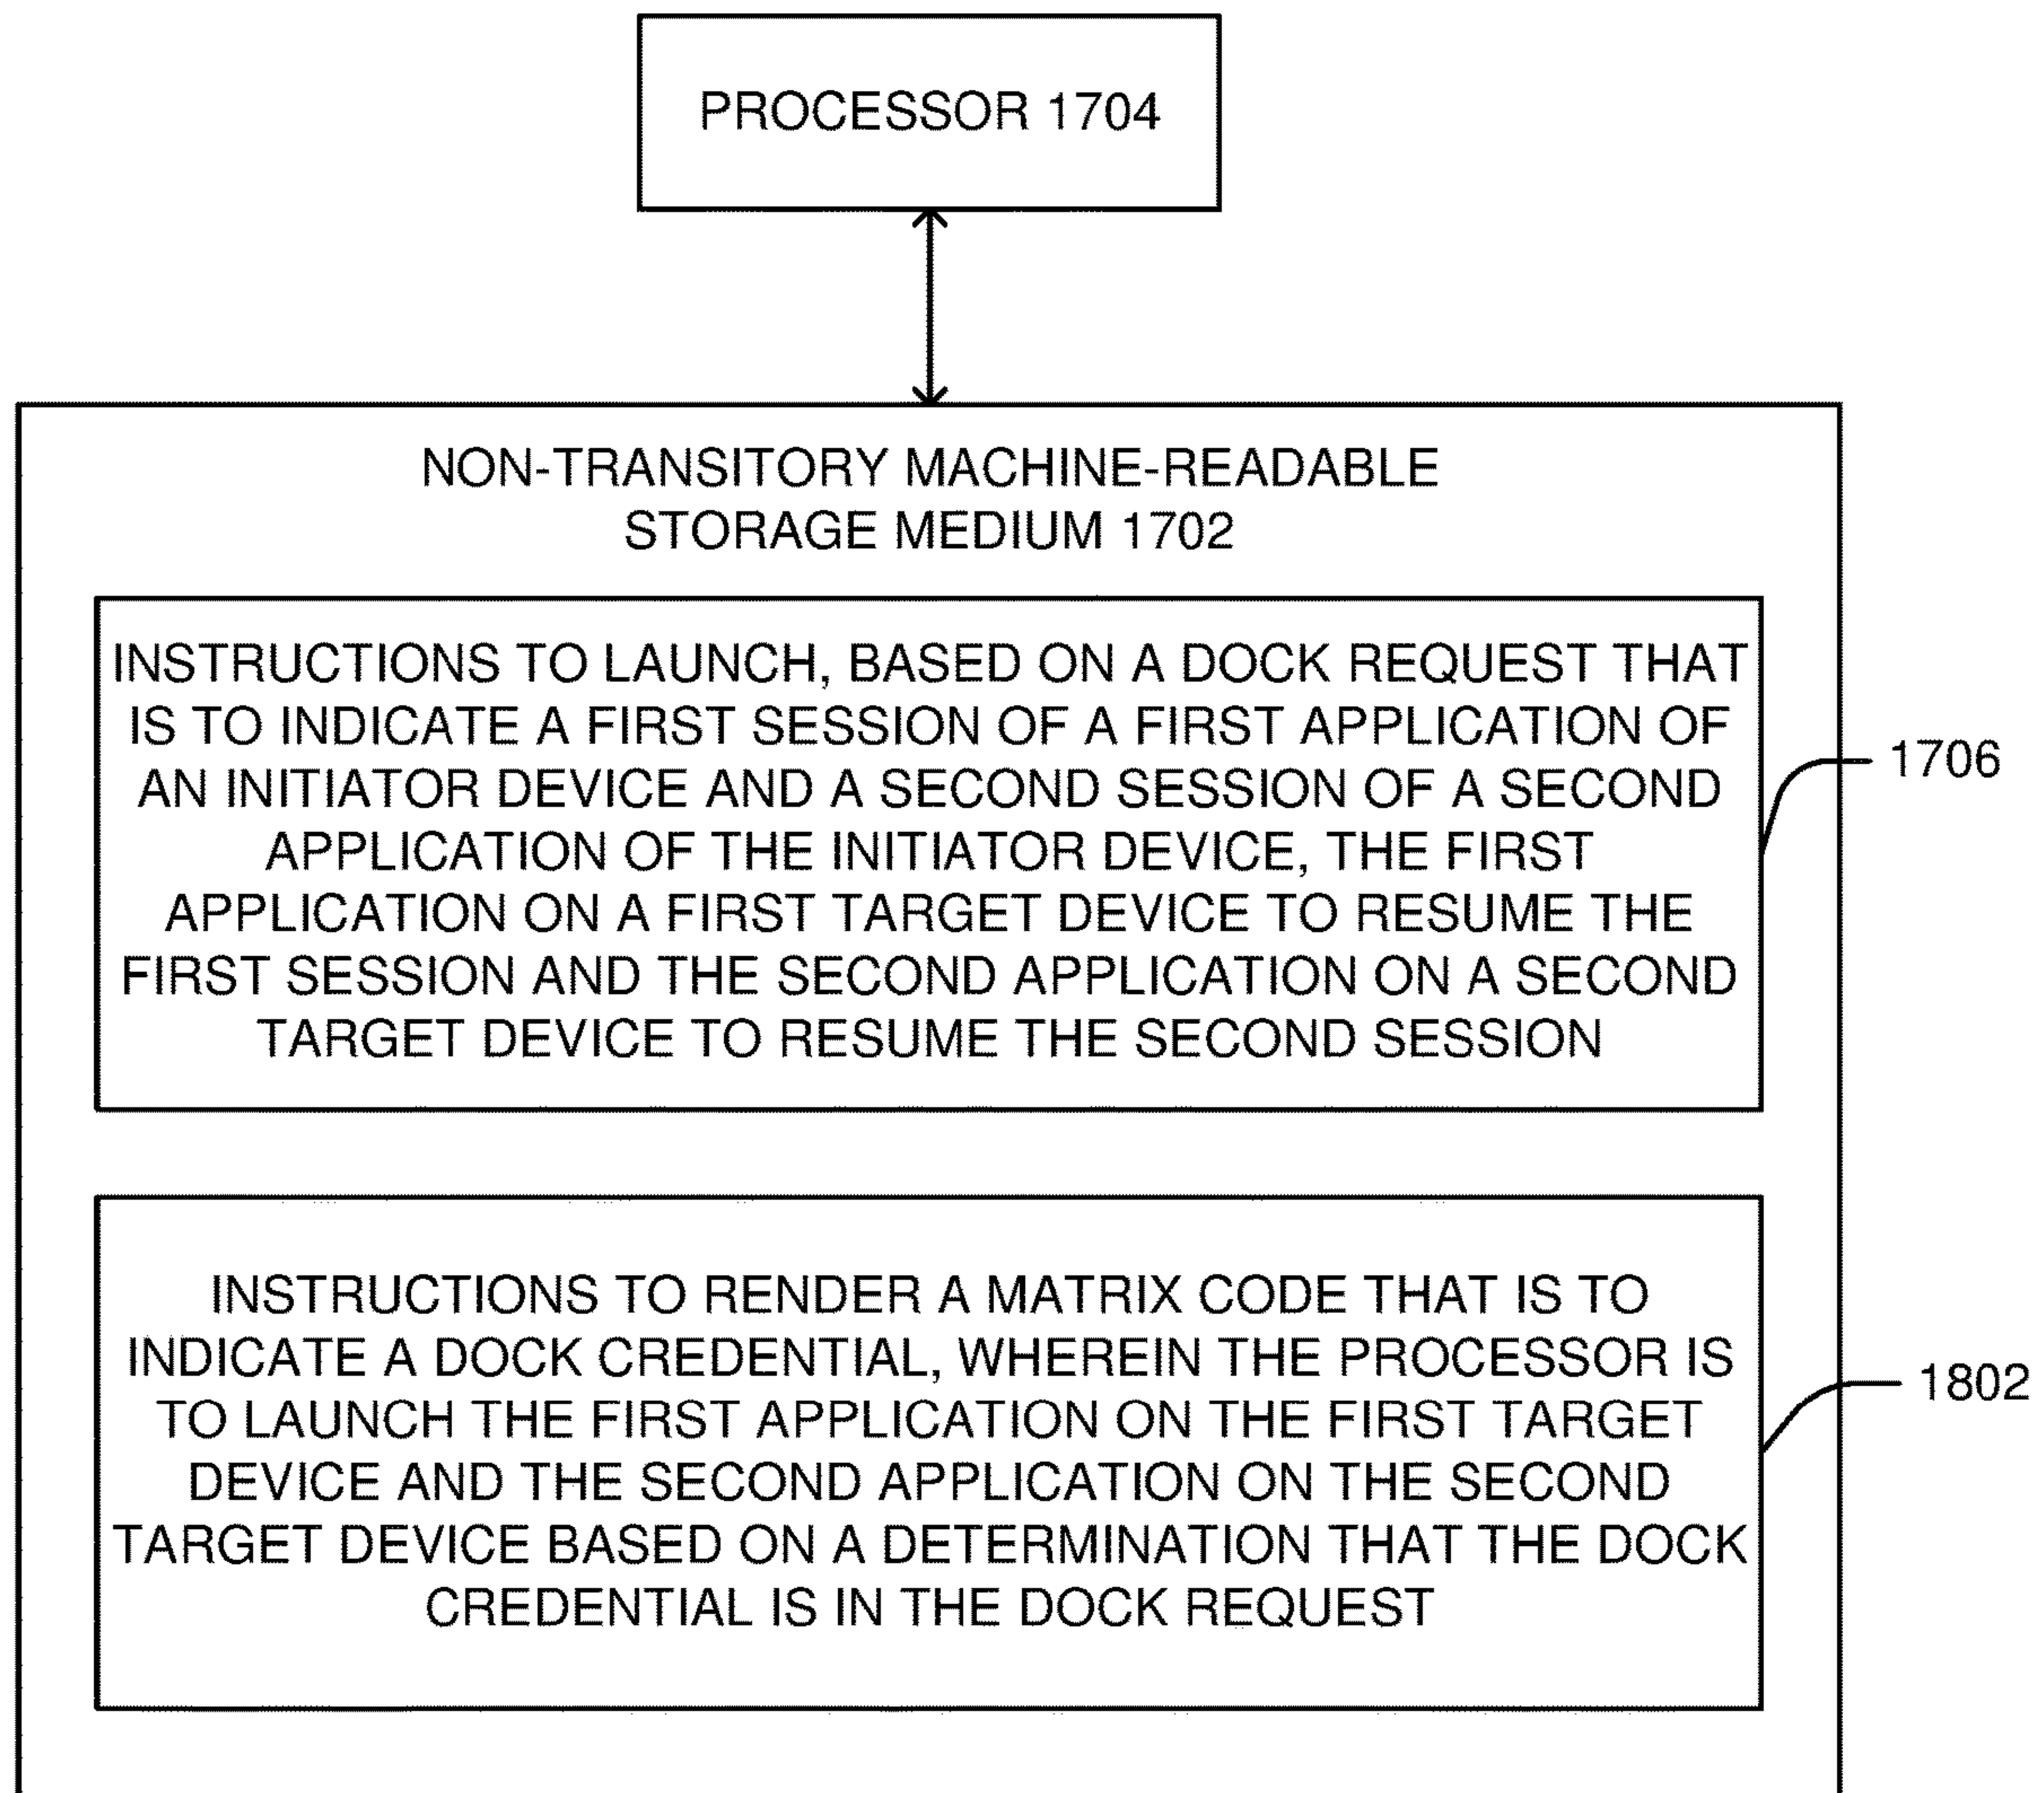 PROCESSOR 1704
NON-TRANSITORY MACHINE-READABLE
STORAGE MEDIUM 1702
INSTRUCTIONS TO LAUNCH, BASED ON A DOCK REQUEST THAT
IS TO INDICATE A FIRST SESSION OF A FIRST APPLICATION OF
AN INITIATOR DEVICE AND A SECOND SESSION OF A SECOND
APPLICATION OF THE INITIATOR DEVICE, THE FIRST
APPLICATION ON A FIRST TARGET DEVICE TO RESUME THE
FIRST SESSION AND THE SECOND APPLICATION ON A SECOND
TARGET DEVICE TO RESUME THE SECOND SESSION
1706
INSTRUCTIONS TO RENDER A MATRIX CODE THAT IS TO
INDICATE A DOCK CREDENTIAL, WHEREIN THE PROCESSOR IS
TO LAUNCH THE FIRST APPLICATION ON THE FIRST TARGET
DEVICE AND THE SECOND APPLICATION ON THE SECOND
TARGET DEVICE BASED ON A DETERMINATION THAT THE DOCK
CREDENTIAL IS IN THE DOCK REQUEST
1802